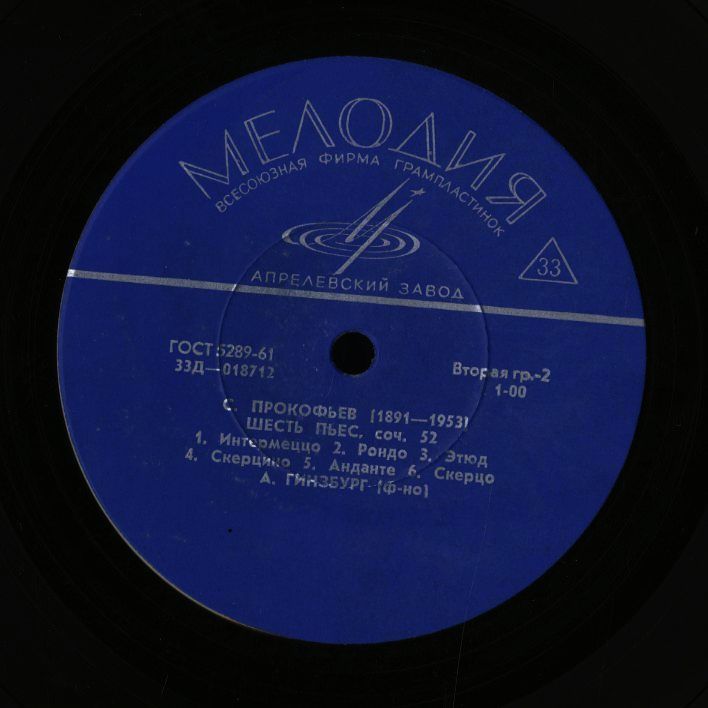 МЕЛОДИЯ
ВСЕСОЮЗНАЯ ФИРМА ГРАМПЛАСТИНОК
33
АПРЕЛЕВСКИЙ ЗАВОД
ГОСТ 5289-61
33Д—018712
Вторая гр.-2
1-00
С. ПРОКОФЬЕВ (1891—1953)
ШЕСТЬ ПЬЕС, соч. 52
1. Интермеццо 2. Рондо 3. Этюд
4. Скерцино 5. Анданте 6. Скерцо
А. ГИНЗБУРГ (ф-но)